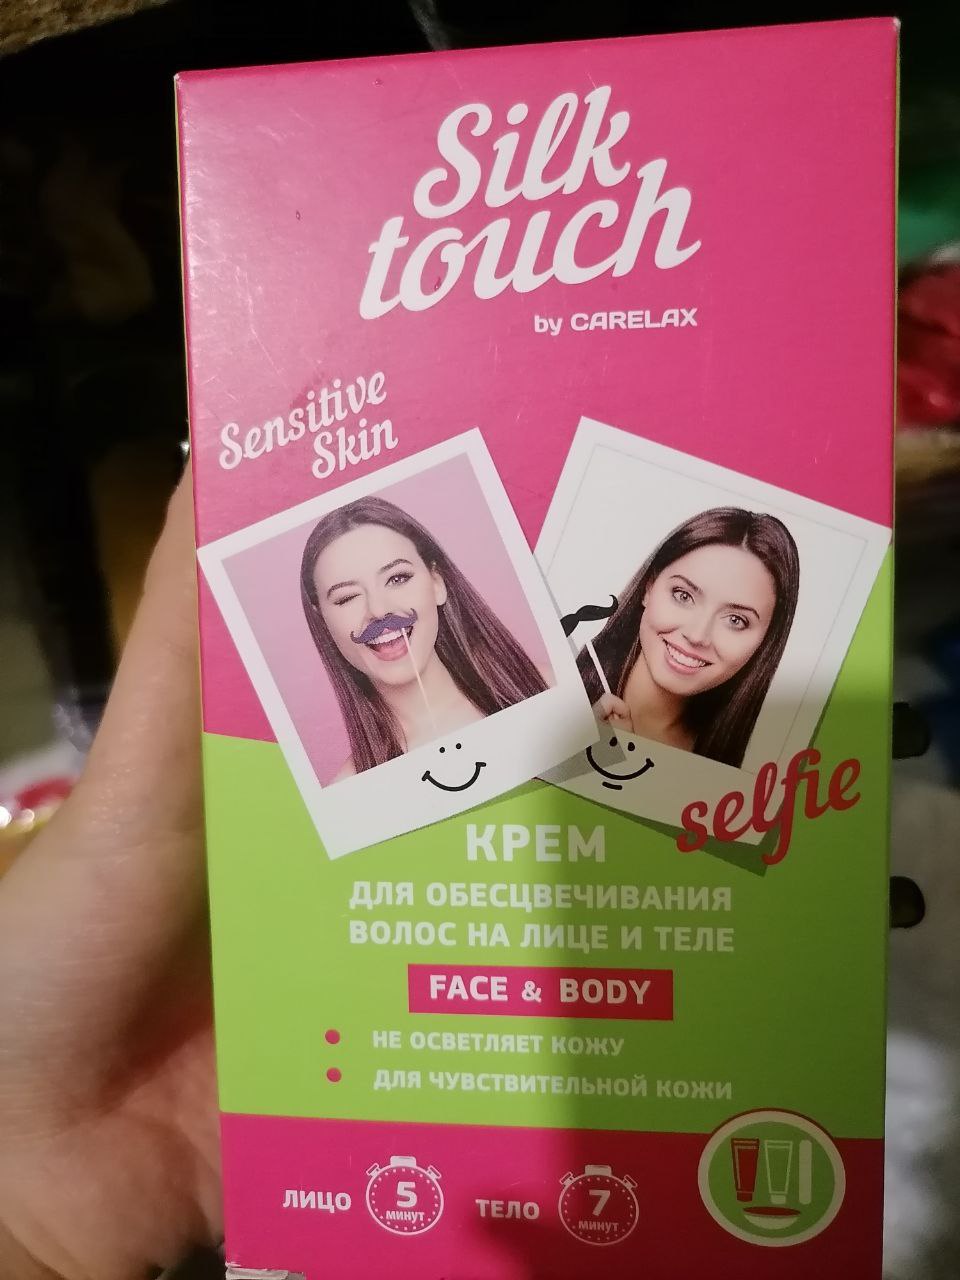 Silk
touch
by CARELAX
Sensitive
Skin
selfie
КРЕМ
ДЛЯ ОБЕСЦВЕЧИВАНИЯ
ВОЛОС НА ЛИЦЕ И ТЕЛЕ
FACE & BODY
НЕ ОСВЕТЛЯЕТ КОЖУ
ДЛЯ ЧУВСТВИТЕЛЬНОЙ КОЖИ
ЛИЦО 5 МИНУТ
ТЕЛО 7 МИНУТ